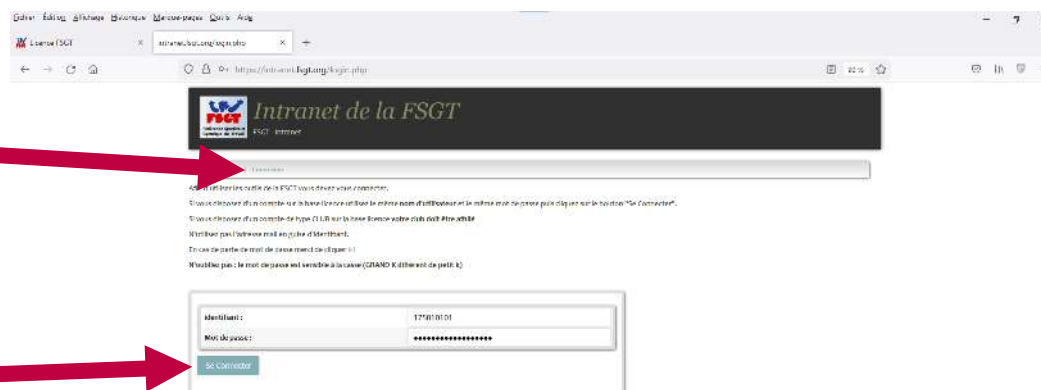 Fichier Édition Affichage Historique Marque-pages Outils Aide
Licence FSGT × intranet.fsgt.org/login.php × +
https://intranet.fsgt.org/login.php 80 %
FSGT
Intranet de la FSGT
FSGT Intranet
utiliser les outils de la FSGT vous devez vous connecter.
Si vous disposez d'un compte sur la base licence utilisez le même nom d'utilisateur et le même mot de passe puis cliquez sur le bouton "Se Connecter".
Si vous disposez d'un compte de type CLUB sur la base licence votre club doit être affilié
N'utilisez pas l'adresse mail en guise d'identifiant.
En cas de perte de mot de passe merci de cliquer ici
N'oubliez pas : le mot de passe est sensible à la casse (GRAND K différent de petit k)
Identifiant : 175010101
Mot de passe : ●●●●●●●●●●●●●●●●●
Se Connecter